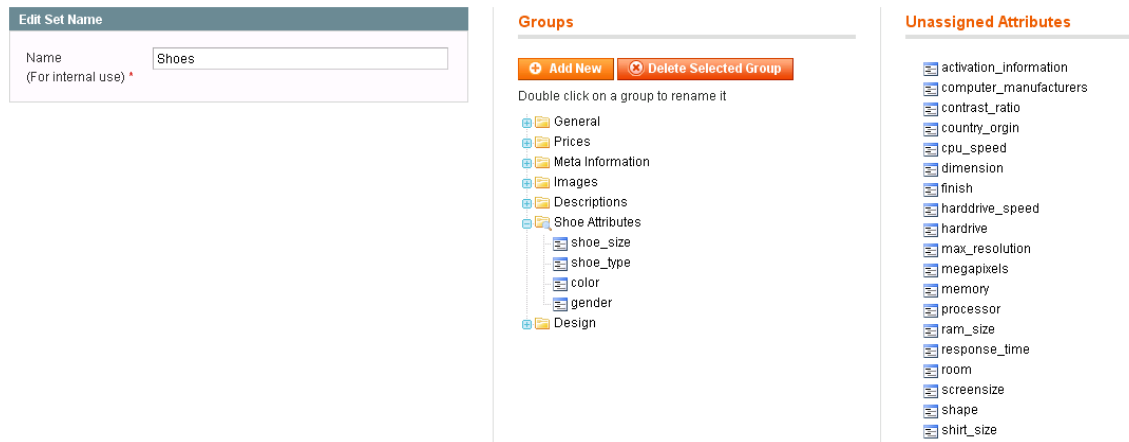 Edit Set Name
Name
(For internal use) *
Shoes
Groups
Add New
Delete Selected Group
Double click on a group to rename it
General
Prices
Meta Information
Images
Descriptions
Shoe Attributes
shoe_size
shoe_type
color
gender
Design
Unassigned Attributes
activation_information
computer_manufacturers
contrast_ratio
country_orgin
cpu_speed
dimension
finish
harddrive_speed
hardrive
max_resolution
megapixels
memory
processor
ram_size
response_time
room
screensize
shape
shirt_size